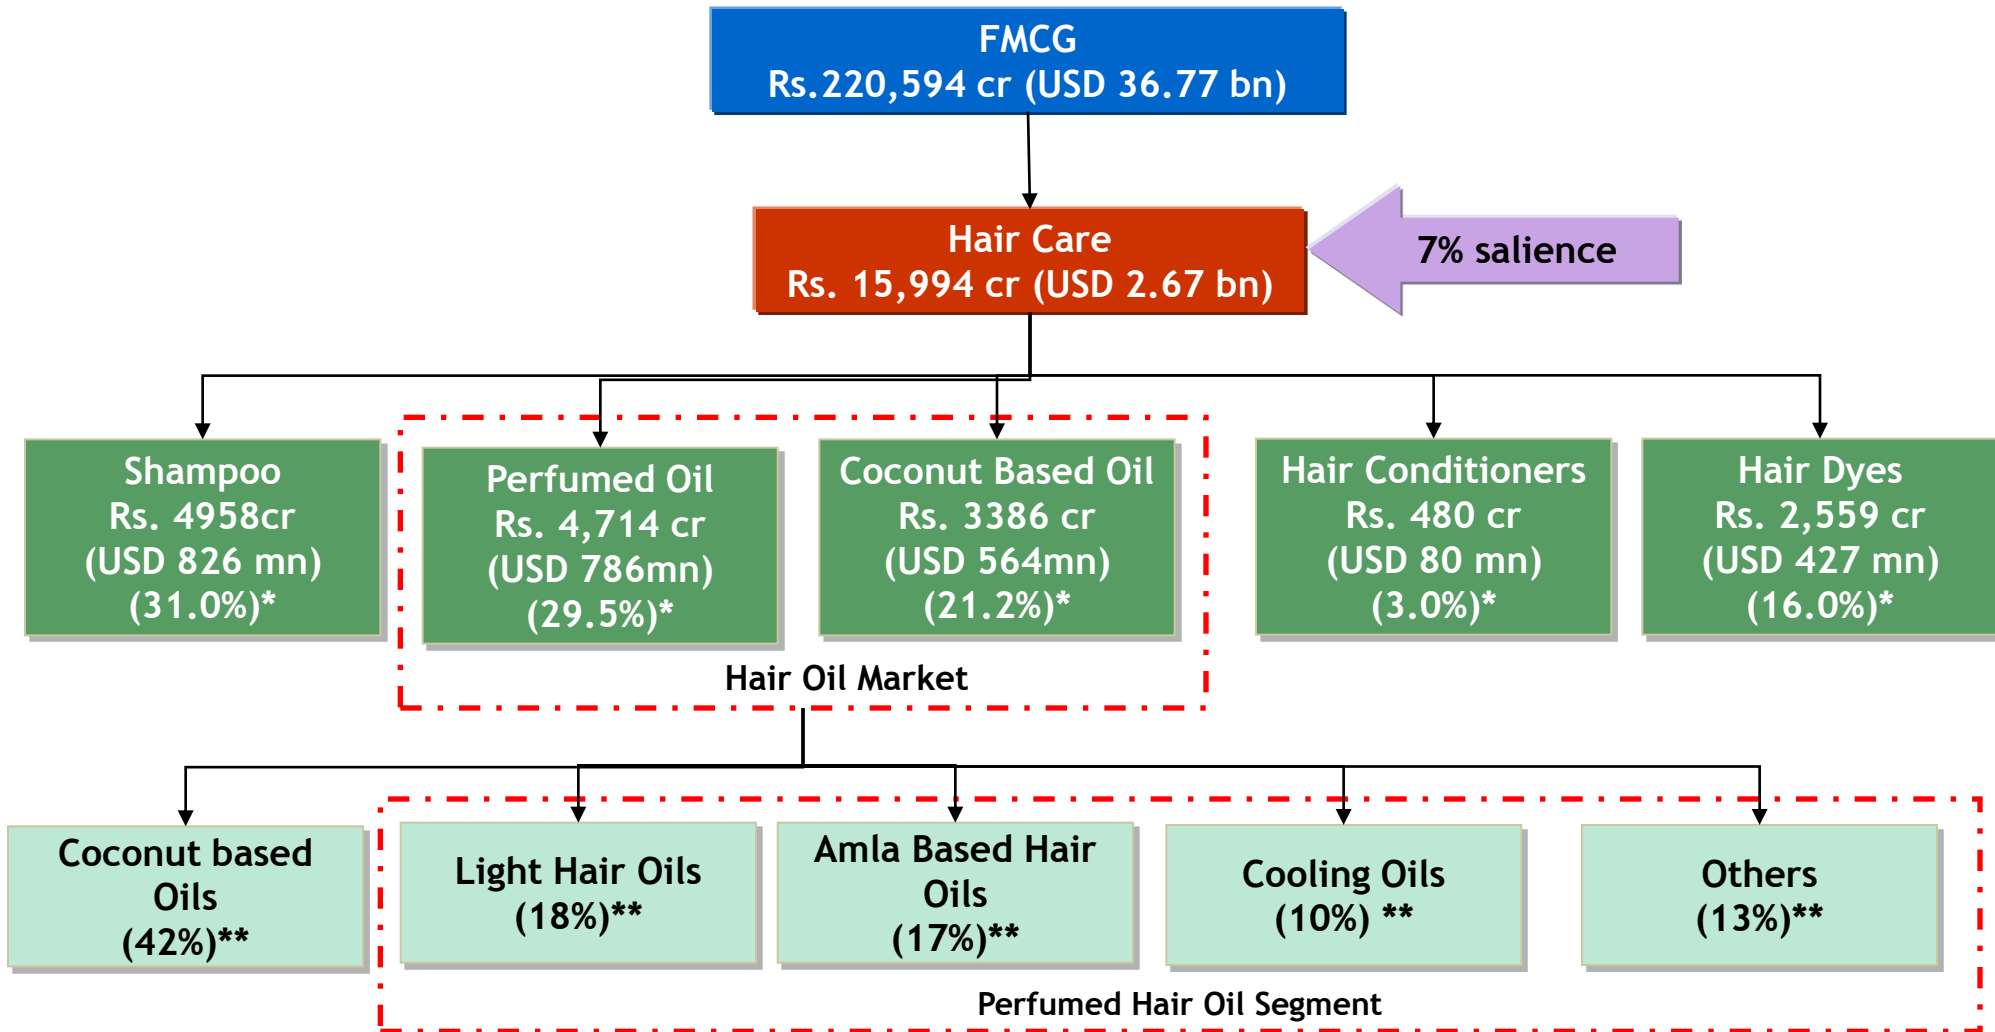 FMCG
Rs.220,594 cr (USD 36.77 bn)
Hair Care
Rs. 15,994 cr (USD 2.67 bn)
7% salience
Shampoo
Rs. 4958cr
(USD 826 mn)
(31.0%)*
Perfumed Oil
Rs. 4,714 cr
(USD 786mn)
(29.5%)*
Coconut Based Oil
Rs. 3386 cr
(USD 564mn)
(21.2%)*
Hair Conditioners
Rs. 480 cr
(USD 80 mn)
(3.0%)*
Hair Dyes
Rs. 2,559 cr
(USD 427 mn)
(16.0%)*
Hair Oil Market
Coconut based
Oils
(42%)**
Light Hair Oils
(18%)**
Amla Based Hair
Oils
(17%)**
Cooling Oils
(10%) **
Others
(13%)**
Perfumed Hair Oil Segment